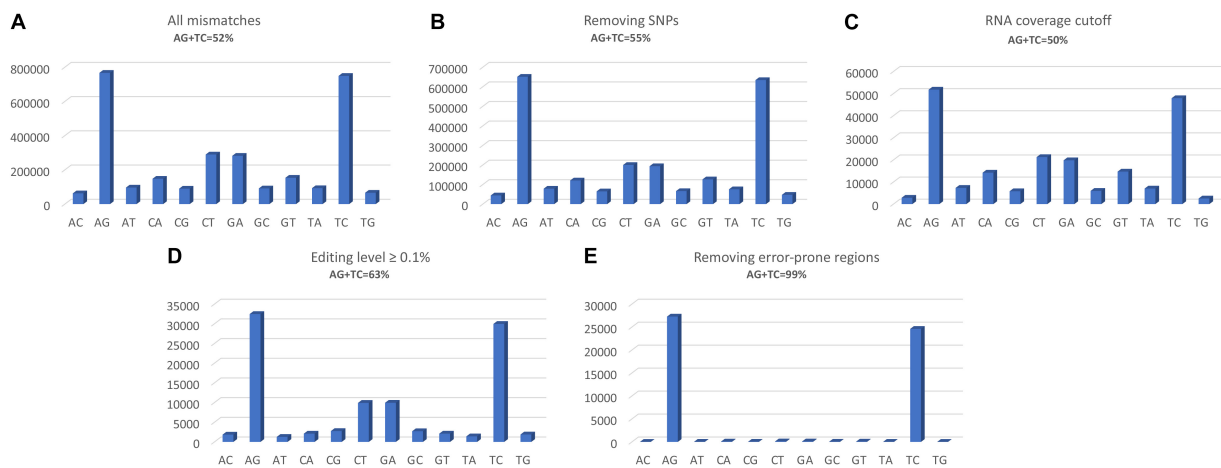 A
All mismatches
AG+TC=52%
800000
600000
400000
200000
0
AC AG AT CA CG CT GA GC GT TA TC TG
B
Removing SNPs
AG+TC=55%
700000
600000
500000
400000
300000
200000
100000
0
AC AG AT CA CG CT GA GC GT TA TC TG
C
RNA coverage cutoff
AG+TC=50%
60000
50000
40000
30000
20000
10000
0
AC AG AT CA CG CT GA GC GT TA TC TG
D
Editing level ≥ 0.1%
AG+TC=63%
35000
30000
25000
20000
15000
10000
5000
0
AC AG AT CA CG CT GA GC GT TA TC TG
E
Removing error-prone regions
AG+TC=99%
30000
25000
20000
15000
10000
5000
0
AC AG AT CA CG CT GA GC GT TA TC TG